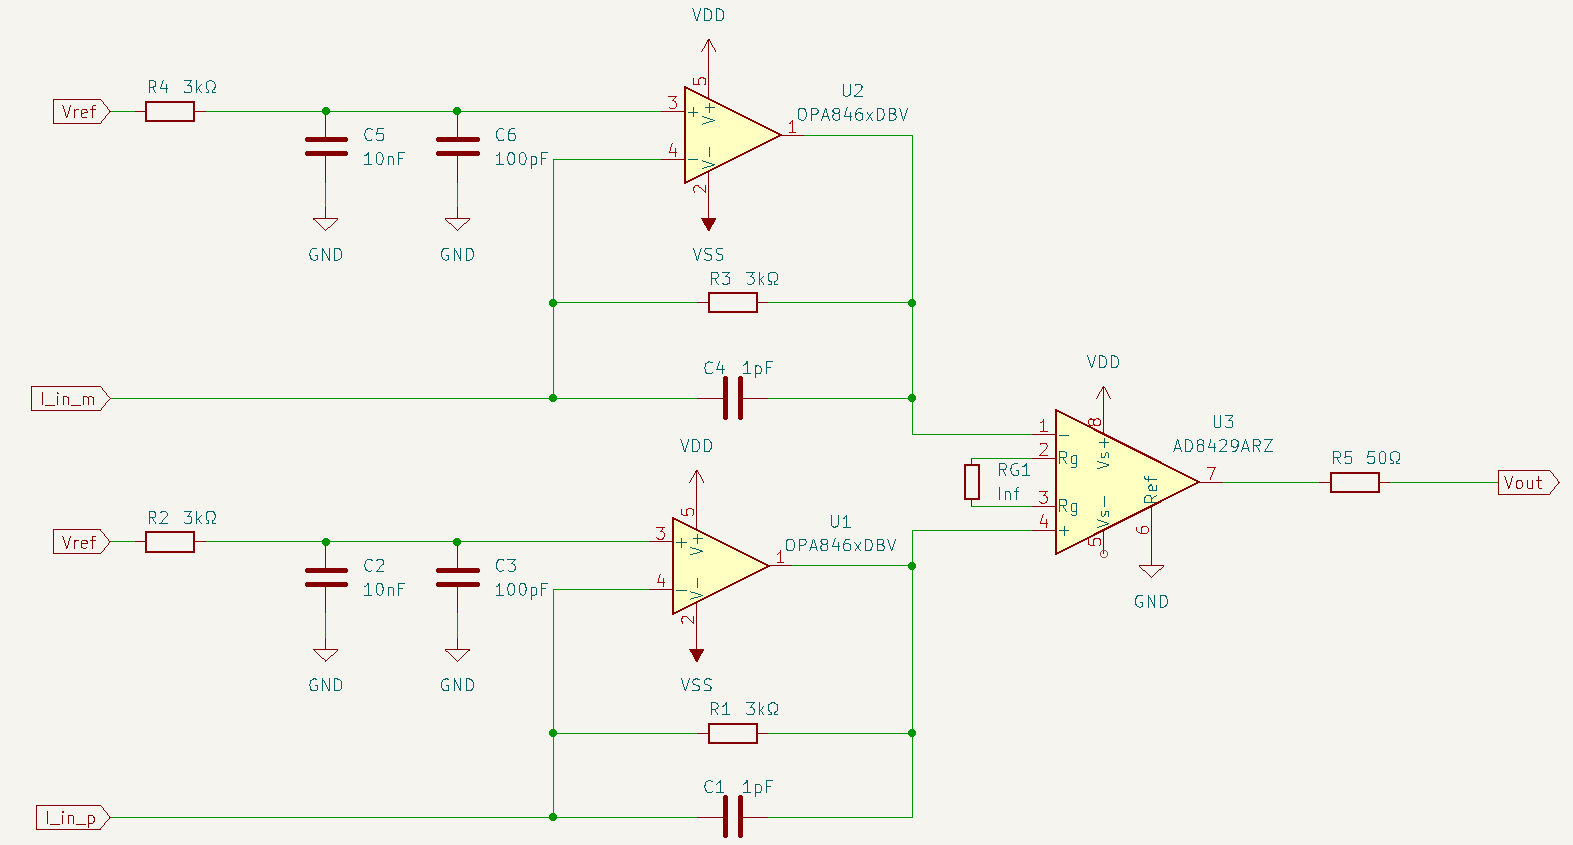 VDD
R4 3kΩ
Vref
5
3
+
V+
U2
OPA846xDBV
1
C5
10nF
C6
100pF
4
-
V-
2
GND
GND
VSS
R3 3kΩ
I_in_m
C4 1pF
VDD
VDD
8
U3
AD8429ARZ
1
-
Vs+
2
Rg
RG1
Inf
3
Rg
4
+
Vs-
5
Ref
6
7
R5 50Ω
Vout
GND
R2 3kΩ
Vref
5
3
+
V+
U1
OPA846xDBV
1
C2
10nF
C3
100pF
4
-
V-
2
GND
GND
VSS
R1 3kΩ
C1 1pF
I_in_p